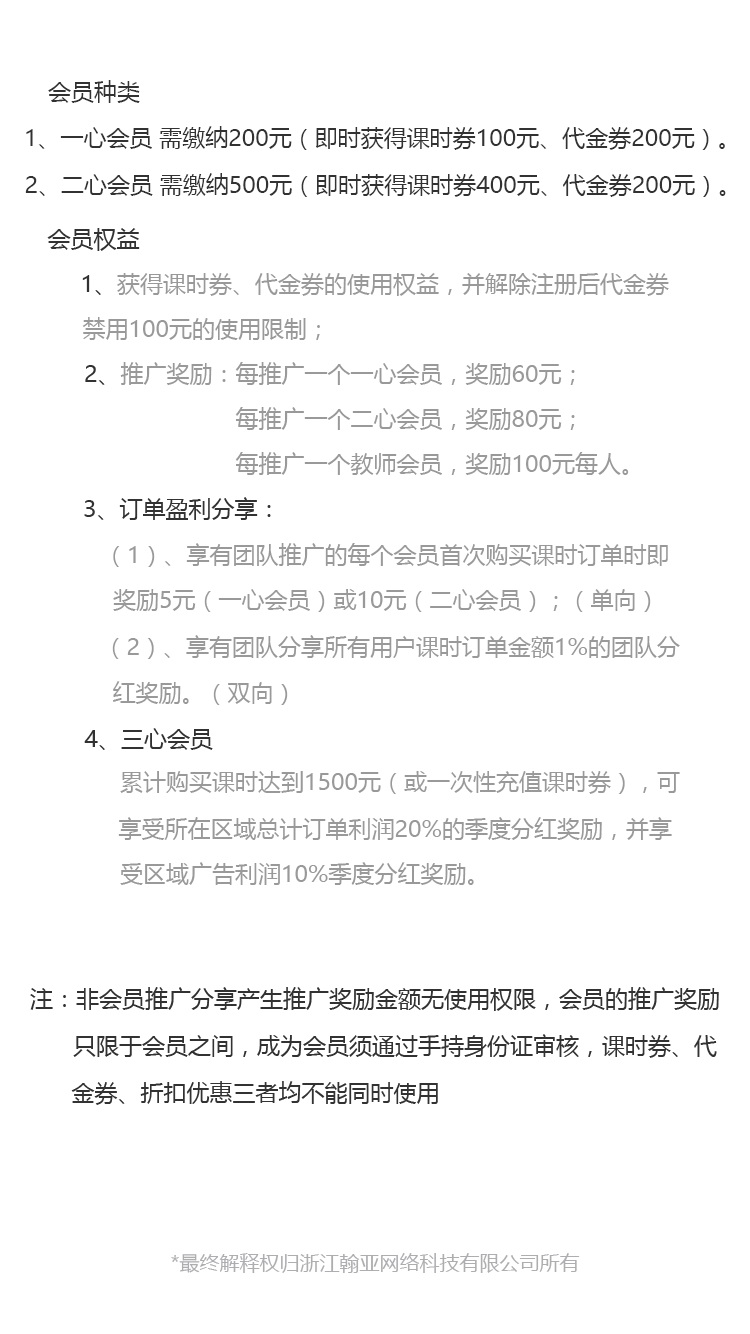 会员种类
1、一心会员 需缴纳200元（即时获得课时券100元、代金券200元）。
2、二心会员 需缴纳500元（即时获得课时券400元、代金券200元）。
会员权益
1、获得课时券、代金券的使用权益，并解除注册后代金券
禁用100元的使用限制；
2、推广奖励：每推广一个一心会员，奖励60元；
每推广一个二心会员，奖励80元；
每推广一个教师会员，奖励100元每人。
3、订单盈利分享：
（1）、享有团队推广的每个会员首次购买课时订单时即
奖励5元（一心会员）或10元（二心会员）；（单向）
（2）、享有团队分享所有用户课时订单金额1%的团队分
红奖励。（双向）
4、三心会员
累计购买课时达到1500元（或一次性充值课时券），可
享受所在区域总计订单利润20%的季度分红奖励，并享
受区域广告利润10%季度分红奖励。
注：非会员推广分享产生推广奖励金额无使用权限，会员的推广奖励
只限于会员之间，成为会员须通过手持身份证审核，课时券、代
金券、折扣优惠三者均不能同时使用
*最终解释权归浙江翰亚网络科技有限公司所有